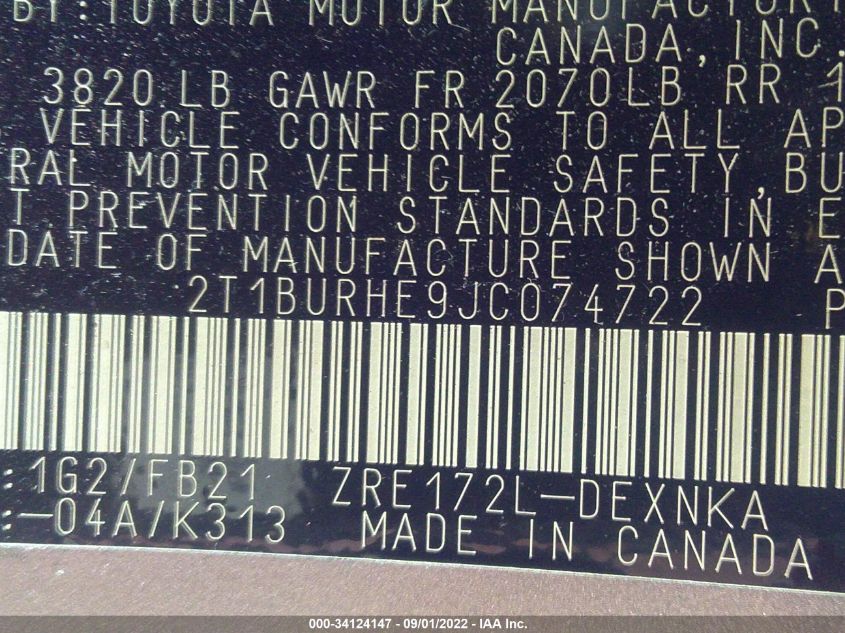 BY:TOYOTA MOTOR MANUFACTURI
CANADA,INC.
3820 LB GAWR FR 2070LB RR 1
VEHICLE CONFORMS TO ALL AP
RAL MOTOR VEHICLE SAFETY,BU
T PREVENTION STANDARDS IN E
DATE OF MANUFACTURE SHOWN A
2T1BURHE9JC074722 P
:1G2/FB21 ZRE172L-DEXNKA
:-04A/K313 MADE IN CANADA
000-34124147 - 09/01/2022 - IAA Inc.